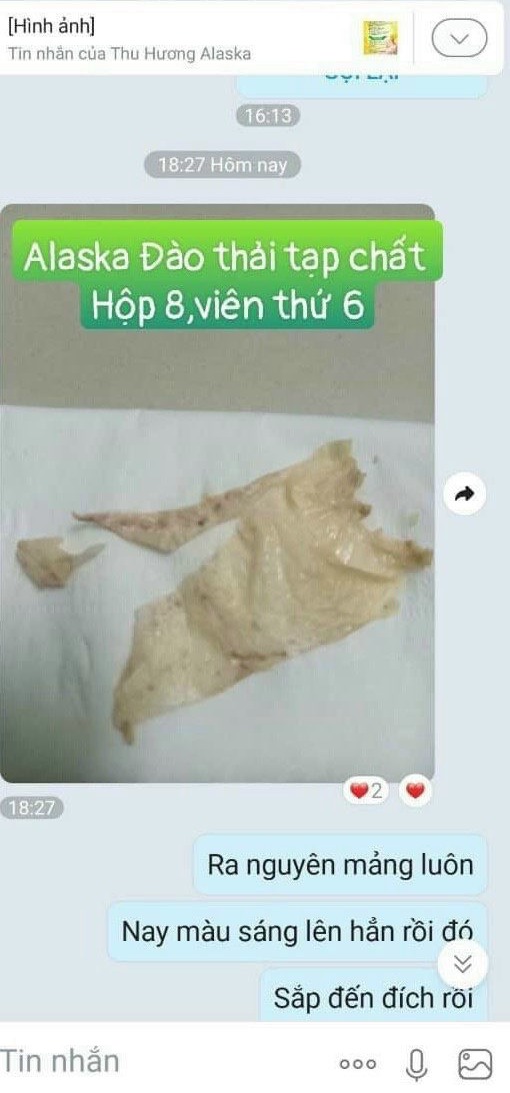 [Hình ảnh]
Tin nhắn của Thu Hương Alaska
16:13
18:27 Hôm nay
Alaska Đào thải tạp chất
Hộp 8,viên thứ 6
2
18:27
Ra nguyên mảng luôn
Nay màu sáng lên hẳn rồi đó
Sắp đến đích rồi
Tin nhắn